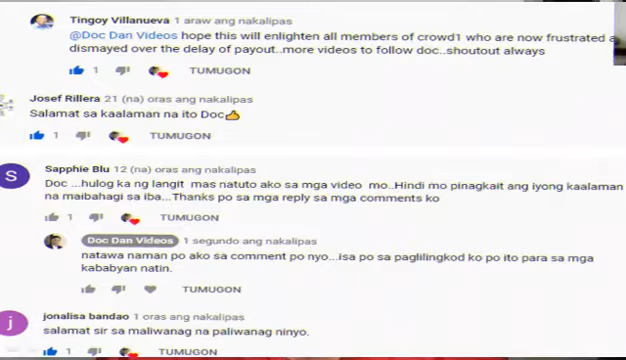 Tingoy Villanueva 1 araw ang nakalipas
@Doc Dan Videos hope this will enlighten all members of crowd1 who are now frustrated a
dismayed over the delay of payout..more videos to follow doc..shoutout always
1 TUMUGON
Josef Rillera 21 (na) oras ang nakalipas
Salamat sa kaalaman na ito Doc👍
1 TUMUGON
S
Sapphie Blu 12 (na) oras ang nakalipas
Doc ...hulog ka ng langit mas natuto ako sa mga video mo..Hindi mo pinagkait ang iyong kaalaman
na maibahagi sa iba...Thanks po sa mga reply sa mga comments ko
1 TUMUGON
Doc Dan Videos 1 segundo ang nakalipas
natawa naman po ako sa comment po nyo...isa po sa paglilingkod ko po ito para sa mga
kababyan natin.
TUMUGON
j
jonalisa bandao 1 oras ang nakalipas
salamat sir sa maliwanag na paliwanag ninyo.
1 TUMUGON